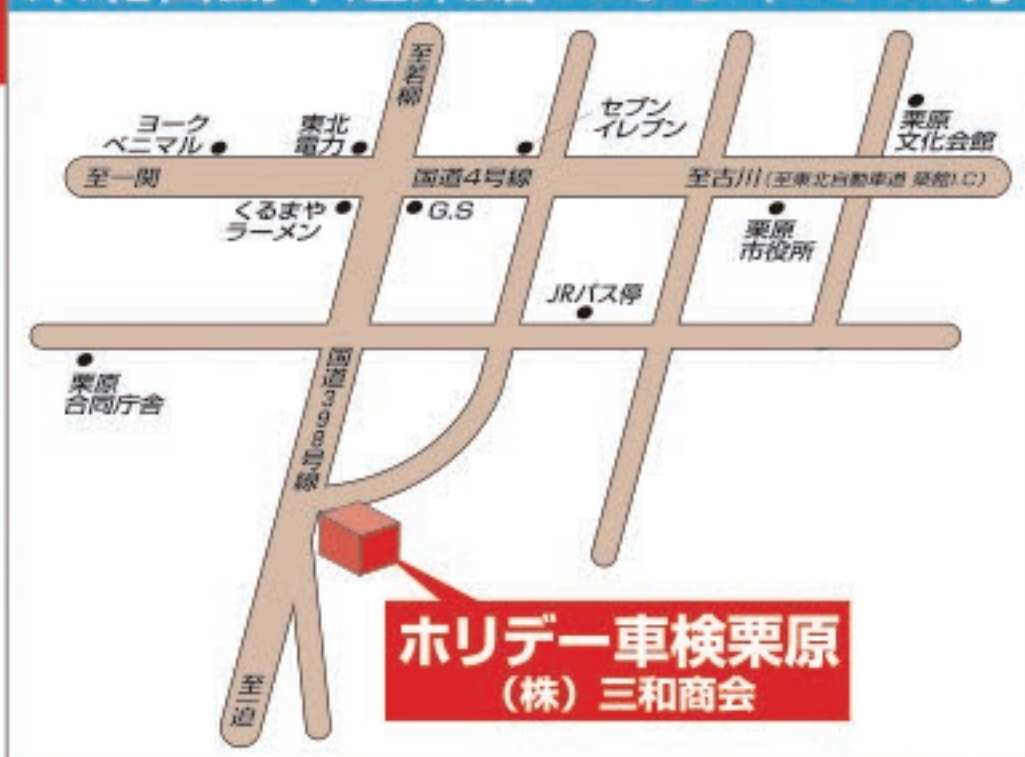 至若柳
ヨーク
ベニマル
東北
電力
セブン
イレブン
栗原
文化会館
至一関
国道4号線
至古川(至東北自動車道 築館I.C)
くるまや
ラーメン
G.S
栗原
市役所
JRバス停
栗原
合同庁舎
国道398号線
至一迫
ホリデー車検栗原
(株)三和商会